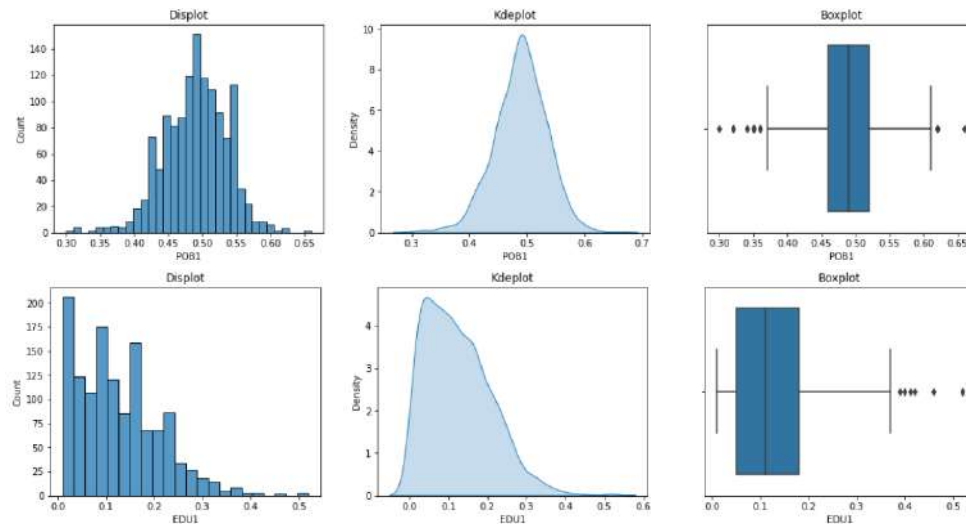 Displot
Kdeplot
Boxplot
Count
140
120
100
80
60
40
20
0
0.30 0.35 0.40 0.45 0.50 0.55 0.60 0.65
POB1
Density
10
8
6
4
2
0
0.3 0.4 0.5 0.6 0.7
POB1
0.30 0.35 0.40 0.45 0.50 0.55 0.60 0.65
POB1
Displot
Kdeplot
Boxplot
Count
200
175
150
125
100
75
50
25
0
0.0 0.1 0.2 0.3 0.4 0.5
EDU1
Density
4
3
2
1
0
0.0 0.1 0.2 0.3 0.4 0.5 0.6
EDU1
0.0 0.1 0.2 0.3 0.4 0.5
EDU1